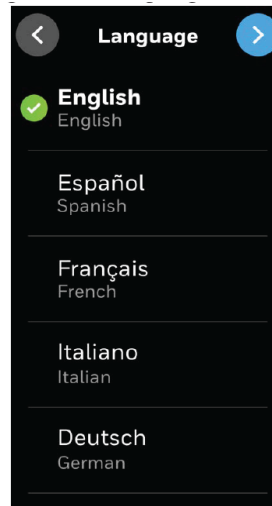 Language
English
English
Español
Spanish
Français
French
Italiano
Italian
Deutsch
German